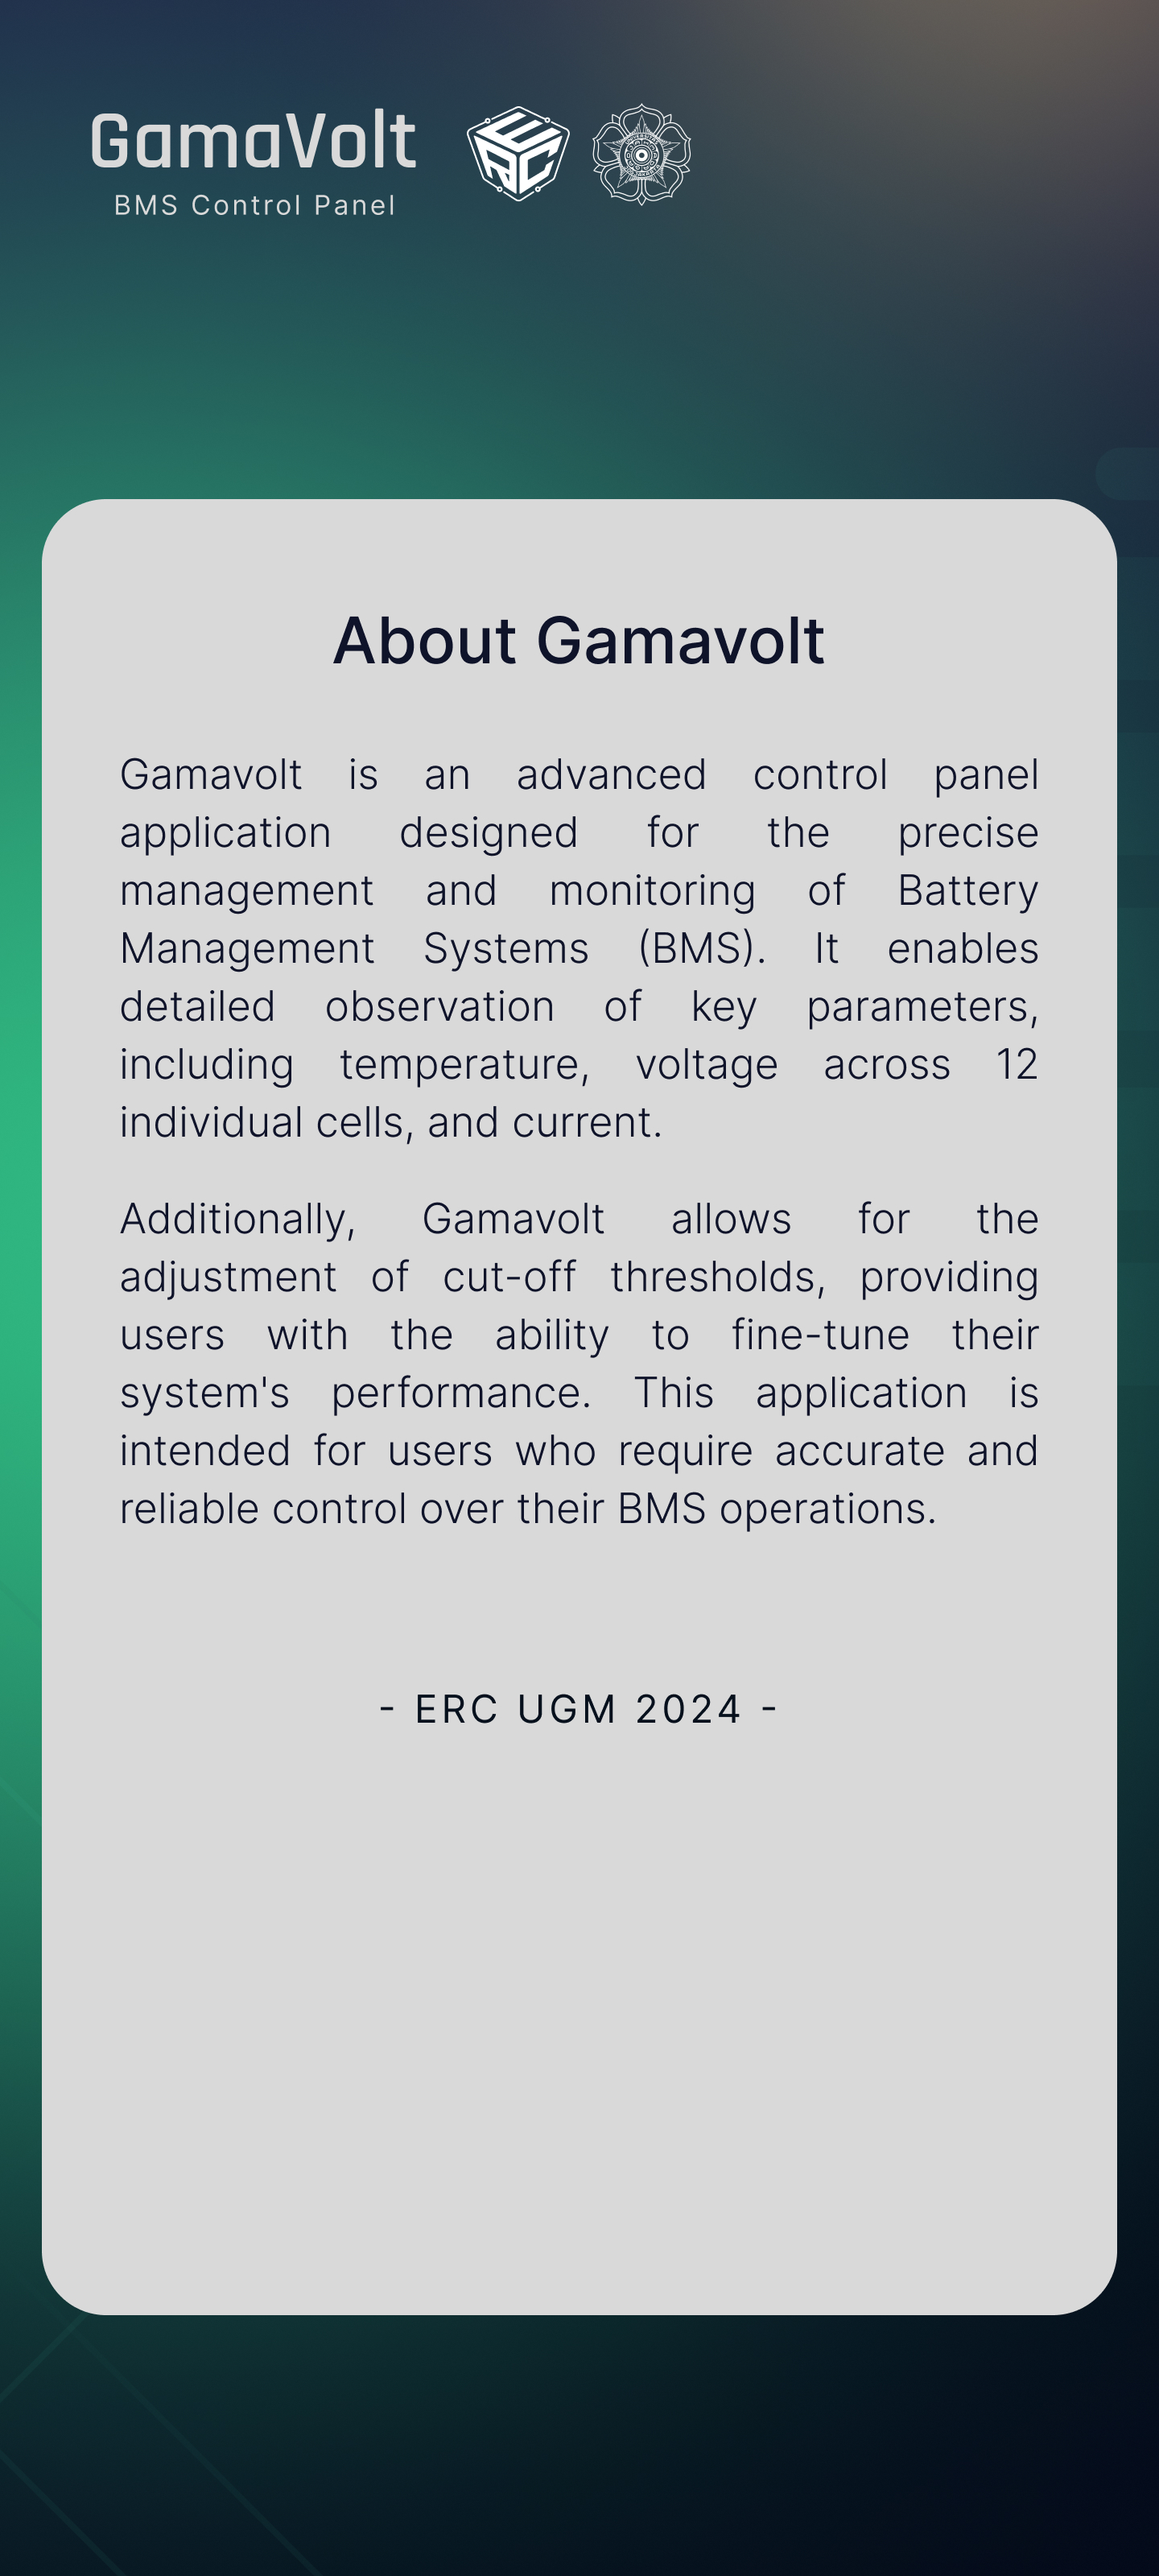 GamaVolt
BMS Control Panel
ERC
About Gamavolt
Gamavolt is an advanced control panel
application designed for the precise
management and monitoring of Battery
Management Systems (BMS). It enables
detailed observation of key parameters,
including temperature, voltage across 12
individual cells, and current.
Additionally, Gamavolt allows for the
adjustment of cut-off thresholds, providing
users with the ability to fine-tune their
system's performance. This application is
intended for users who require accurate and
reliable control over their BMS operations.
- ERC UGM 2024 -